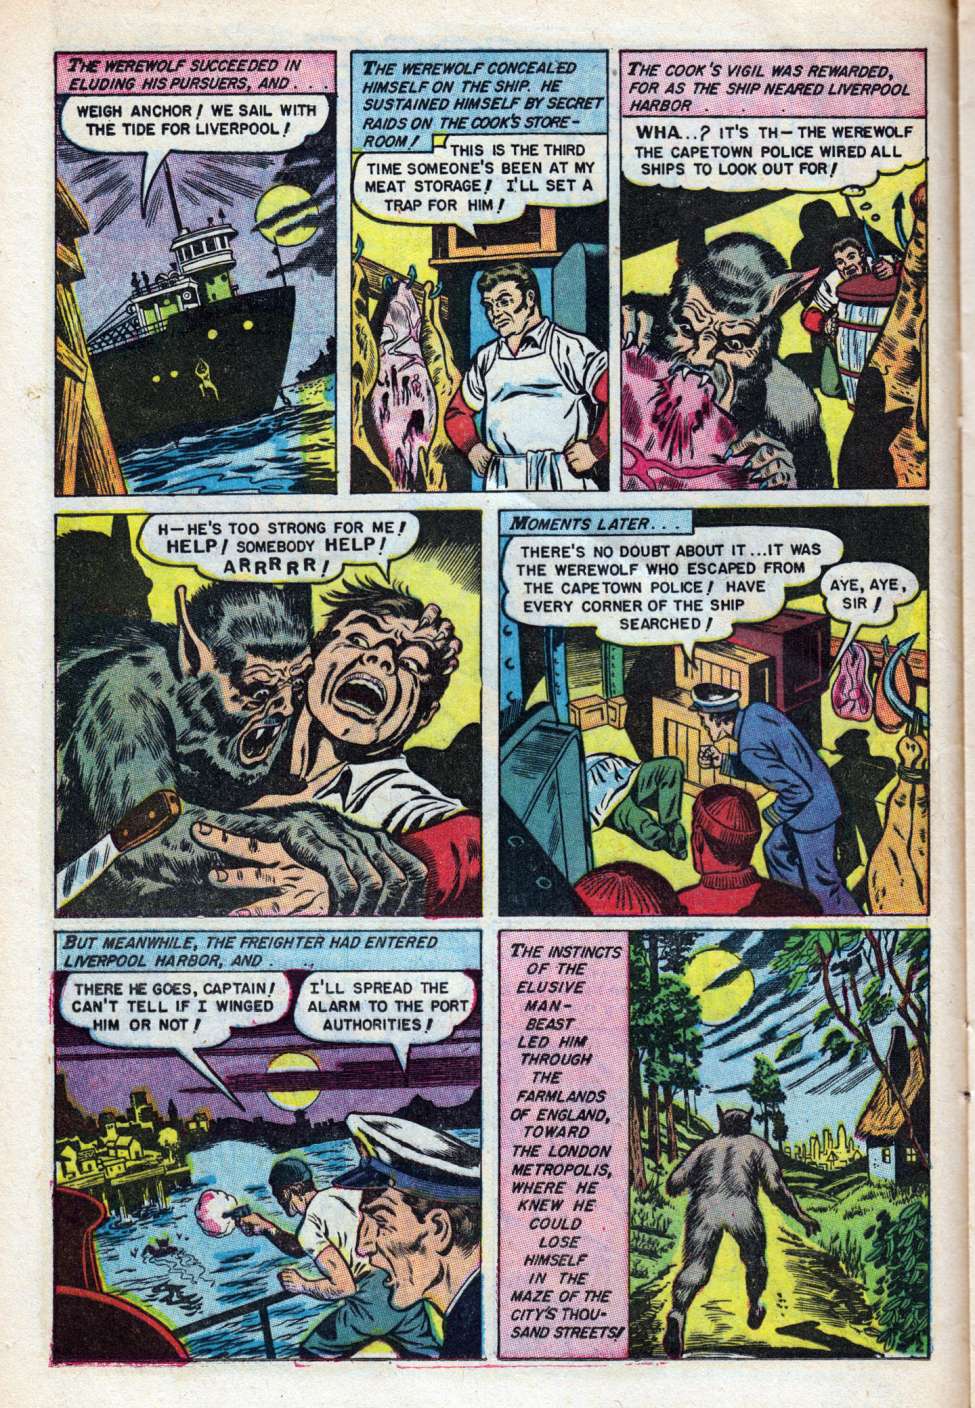 THE WEREWOLF SUCCEEDED IN
ELUDING HIS PURSUERS, AND . . .
WEIGH ANCHOR! WE SAIL WITH
THE TIDE FOR LIVERPOOL!
THE WEREWOLF CONCEALED
HIMSELF ON THE SHIP. HE
SUSTAINED HIMSELF BY SECRET
RAIDS ON THE COOK'S STORE-
ROOM!
THIS IS THE THIRD
TIME SOMEONE'S BEEN AT MY
MEAT STORAGE! I'LL SET A
TRAP FOR HIM!
THE COOK'S VIGIL WAS REWARDED,
FOR AS THE SHIP NEARED LIVERPOOL
HARBOR . . .
WHA...? IT'S TH— THE WEREWOLF
THE CAPETOWN POLICE WIRED ALL
SHIPS TO LOOK OUT FOR!
H—HE'S TOO STRONG FOR ME!
HELP! SOMEBODY HELP!
ARRRRR!
MOMENTS LATER...
THERE'S NO DOUBT ABOUT IT...IT WAS
THE WEREWOLF WHO ESCAPED FROM
THE CAPETOWN POLICE! HAVE
EVERY CORNER OF THE SHIP
SEARCHED!
AYE, AYE,
SIR!
BUT MEANWHILE, THE FREIGHTER HAD ENTERED
LIVERPOOL HARBOR, AND . . .
THERE HE GOES, CAPTAIN!
CAN'T TELL IF I WINGED
HIM OR NOT!
I'LL SPREAD THE
ALARM TO THE PORT
AUTHORITIES!
THE INSTINCTS
OF THE
ELUSIVE
MAN-
BEAST
LED HIM
THROUGH
THE
FARMLANDS
OF ENGLAND,
TOWARD
THE LONDON
METROPOLIS,
WHERE HE
KNEW HE
COULD
LOSE
HIMSELF
IN THE
MAZE OF THE
CITY'S THOU-
SAND STREETS!
2